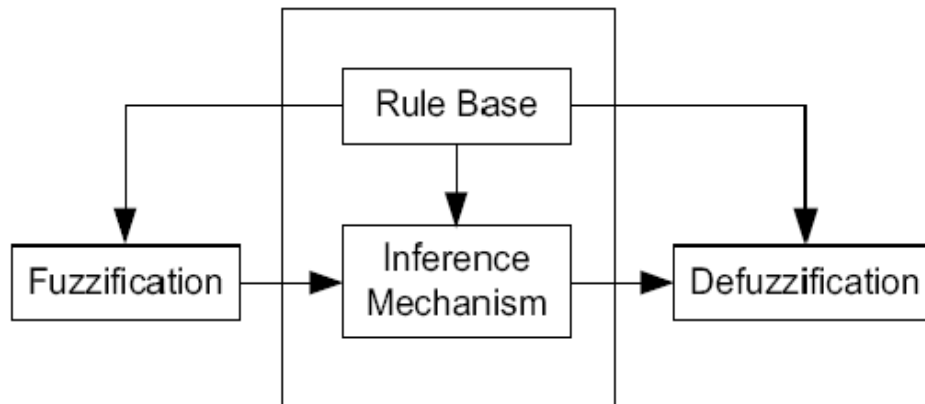 Rule Base
Fuzzification
Inference
Mechanism
Defuzzification